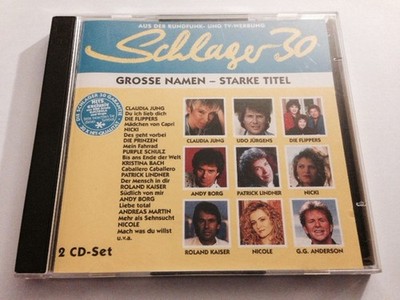 AUS DER RUNDFUNK- UND TV-WERBUNG
Schlager 30
GROSSE NAMEN – STARKE TITEL
HITS
CLAUDIA JUNG
Du ich lieb dich
DIE FLIPPERS
Mädchen von Capri
NICKI
Des geht vorbei
DIE PRINZEN
Mein Fahrrad
PURPLE SCHULZ
Bis ans Ende der Welt
KRISTINA BACH
Caballero Caballero
PATRICK LINDNER
Der Mensch in dir
ROLAND KAISER
Südlich von mir
ANDY BORG
Liebe total
ANDREAS MARTIN
Mehr als Sehnsucht
NICOLE
Mach was du willst
u.v.a.
CLAUDIA JUNG
UDO JÜRGENS
DIE FLIPPERS
ANDY BORG
PATRICK LINDNER
NICKI
ROLAND KAISER
NICOLE
G.G. ANDERSON
2 CD-Set